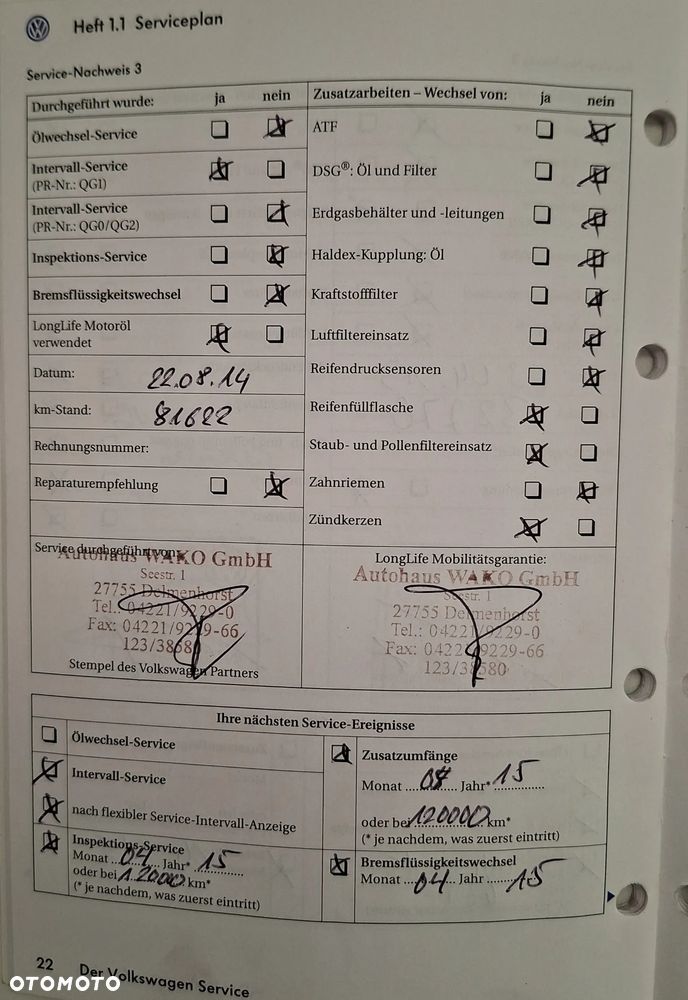 Heft 1.1 Serviceplan
Service-Nachweis 3
Durchgeführt wurde: ja nein
Ölwechsel-Service
Intervall-Service
(PR-Nr.: QG1)
Intervall-Service
(PR-Nr.: QG0/QG2)
Inspektions-Service
Bremsflüssigkeitswechsel
LongLife Motoröl
verwendet
Datum: 22.08.14
km-Stand: 81622
Rechnungsnummer:
Reparaturempfehlung
Zusatzarbeiten – Wechsel von: ja nein
ATF
DSG®: Öl und Filter
Erdgasbehälter und -leitungen
Haldex-Kupplung: Öl
Kraftstofffilter
Luftfiltereinsatz
Reifendrucksensoren
Reifenfüllflasche
Staub- und Pollenfiltereinsatz
Zahnriemen
Zündkerzen
Service durchgeführt von:
Autohaus WAKO GmbH
Seestr. 1
27755 Delmenhorst
Tel.: 04221/9229-0
Fax: 04221/9229-66
123/38580
Stempel des Volkswagen Partners
LongLife Mobilitätsgarantie:
Autohaus WAKO GmbH
Seestr. 1
27755 Delmenhorst
Tel.: 04221/9229-0
Fax: 04221/9229-66
123/38580
Ihre nächsten Service-Ereignisse
Ölwechsel-Service
Intervall-Service
nach flexibler Service-Intervall-Anzeige
Inspektions-Service
Monat 04 Jahr* 15
oder bei 120000 km*
(* je nachdem, was zuerst eintritt)
Zusatzumfänge
Monat Jahr* 15
oder bei 120000 km*
(* je nachdem, was zuerst eintritt)
Bremsflüssigkeitswechsel
Monat 04 Jahr 15
22 Der Volkswagen Service
OTOMOTO